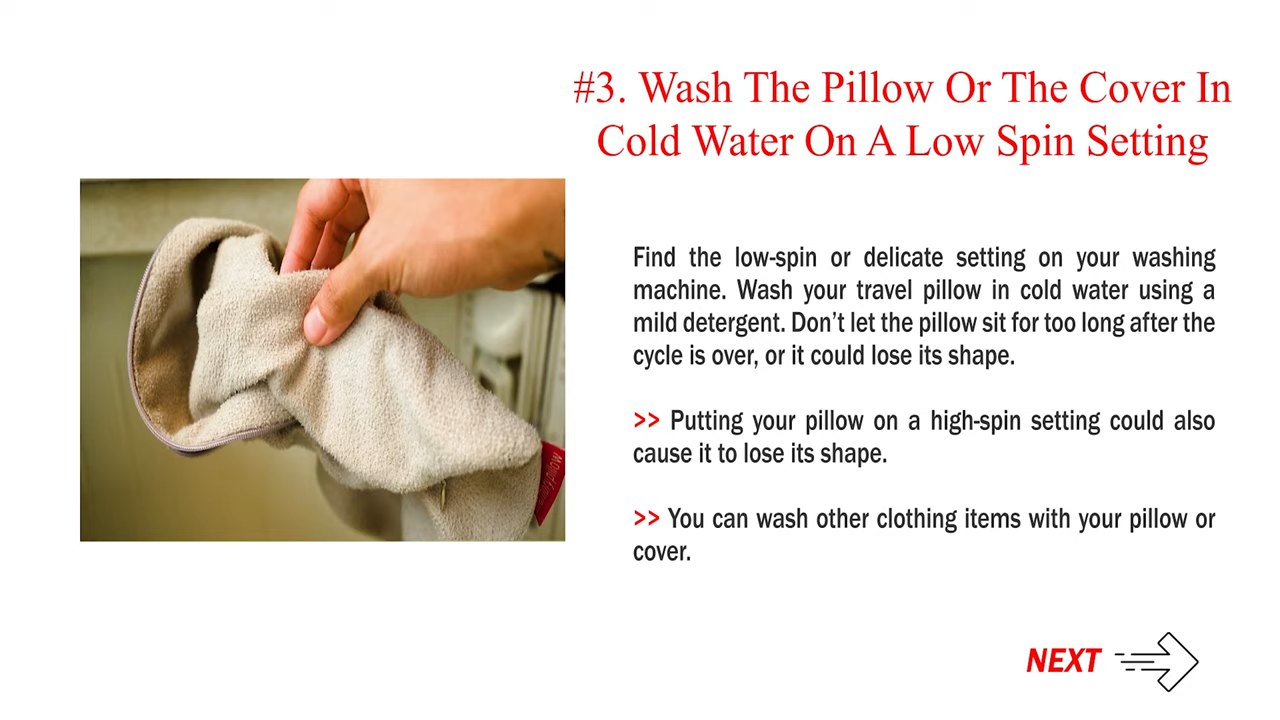 #3. Wash The Pillow Or The Cover In
Cold Water On A Low Spin Setting
Find the low-spin or delicate setting on your washing
machine. Wash your travel pillow in cold water using a
mild detergent. Don’t let the pillow sit for too long after the
cycle is over, or it could lose its shape.
>> Putting your pillow on a high-spin setting could also
cause it to lose its shape.
>> You can wash other clothing items with your pillow or
cover.
NEXT